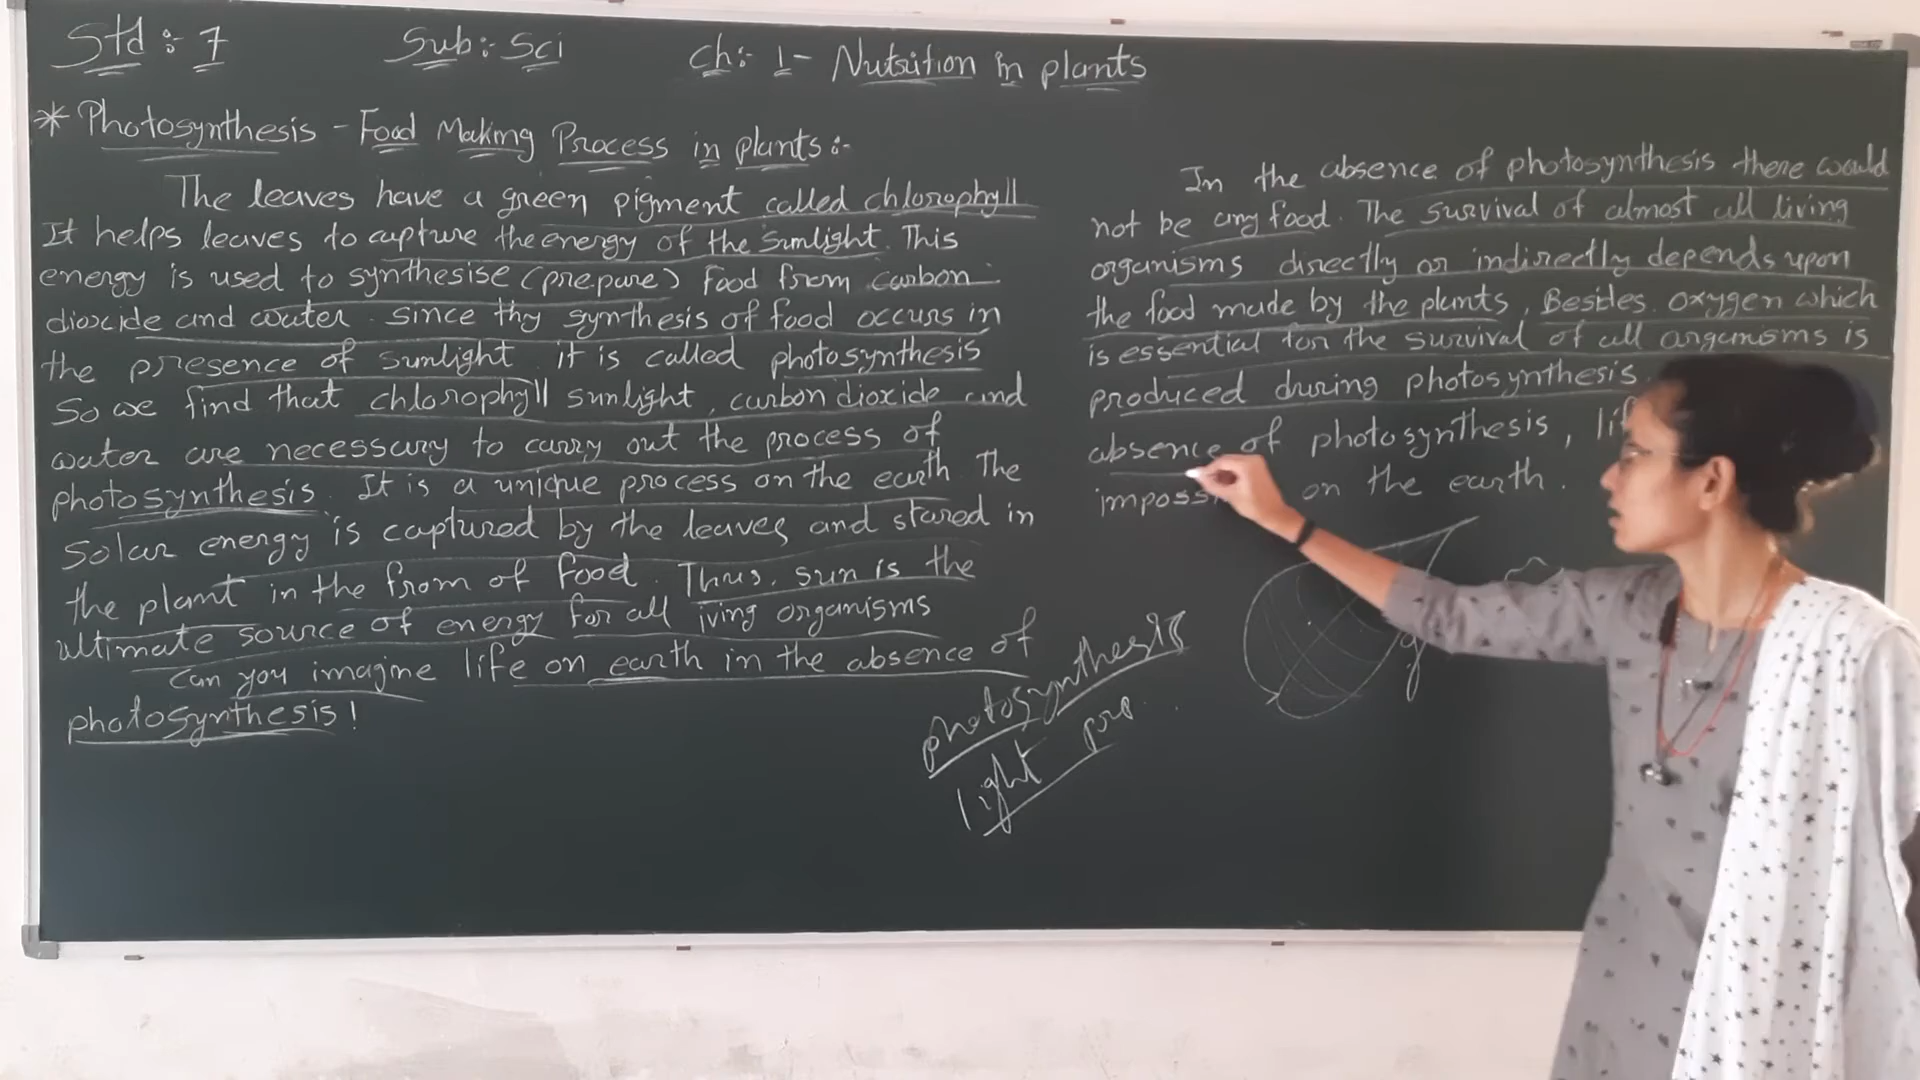 Std :- 7 Sub :- Sci Ch :- 1 - Nutrition in plants
* Photosynthesis - Food Making Process in plants :-
The leaves have a green pigment called chlorophyll
It helps leaves to capture the energy of the sunlight. This
energy is used to synthesise (prepare) food from carbon
dioxcide and water. since thy synthesis of food occurs in
the presence of sunlight it is called photosynthesis
So we find that chlorophyll sunlight, carbon dioxide and
water are necessary to carry out the process of
photosynthesis. It is a unique process on the earth The
solar energy is captured by the leaves and stared in
the plant in the from of food. Thus, sun is the
ultimate source of energy for all iving organisms
can you imagine life on earth in the absence of
photosynthesis!
In the absence of photosynthesis there would
not be any food. The survival of almost all living
organisms directly or indirectly depends upon
the food made by the plants, Besides. oxygen which
is essential for the survival of all organisms is
produced during photosynthesis.
absence of photosynthesis,
on the earth.
photosynthesis
light